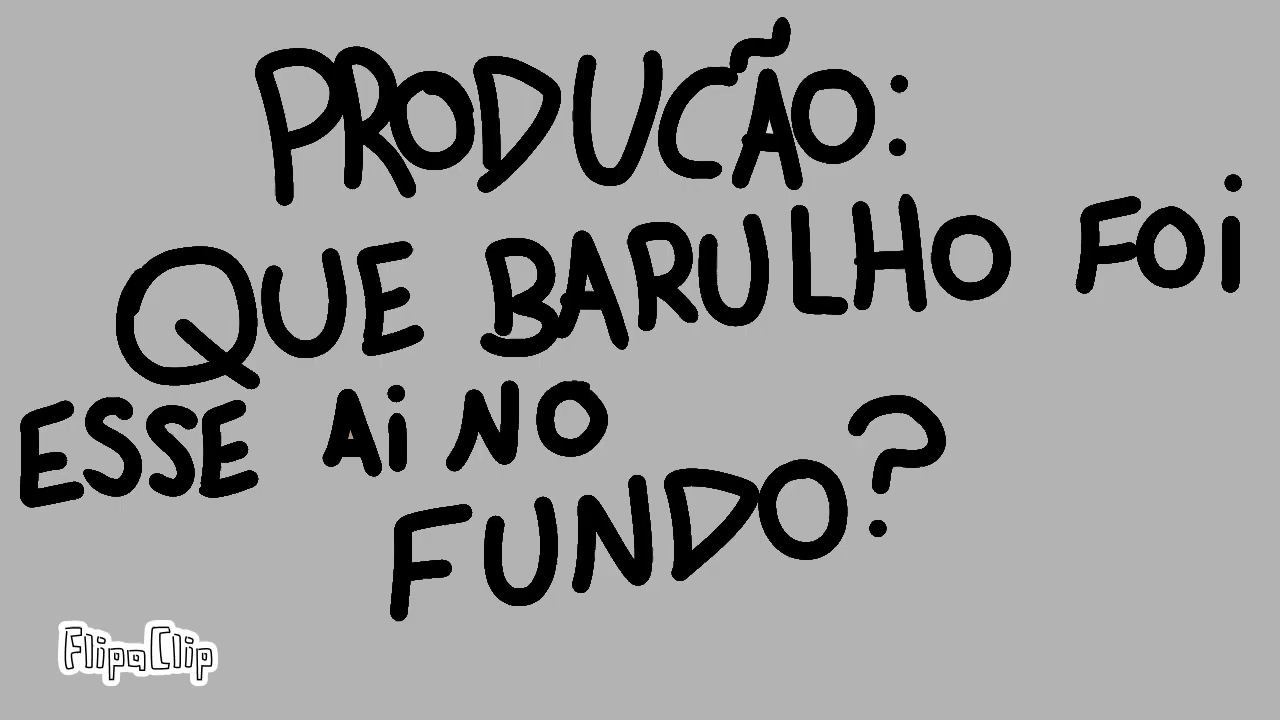 PRODUCÃO:
QUE BARULHO FOi
ESSE Ai NO
FUNDO?
FlipaClip